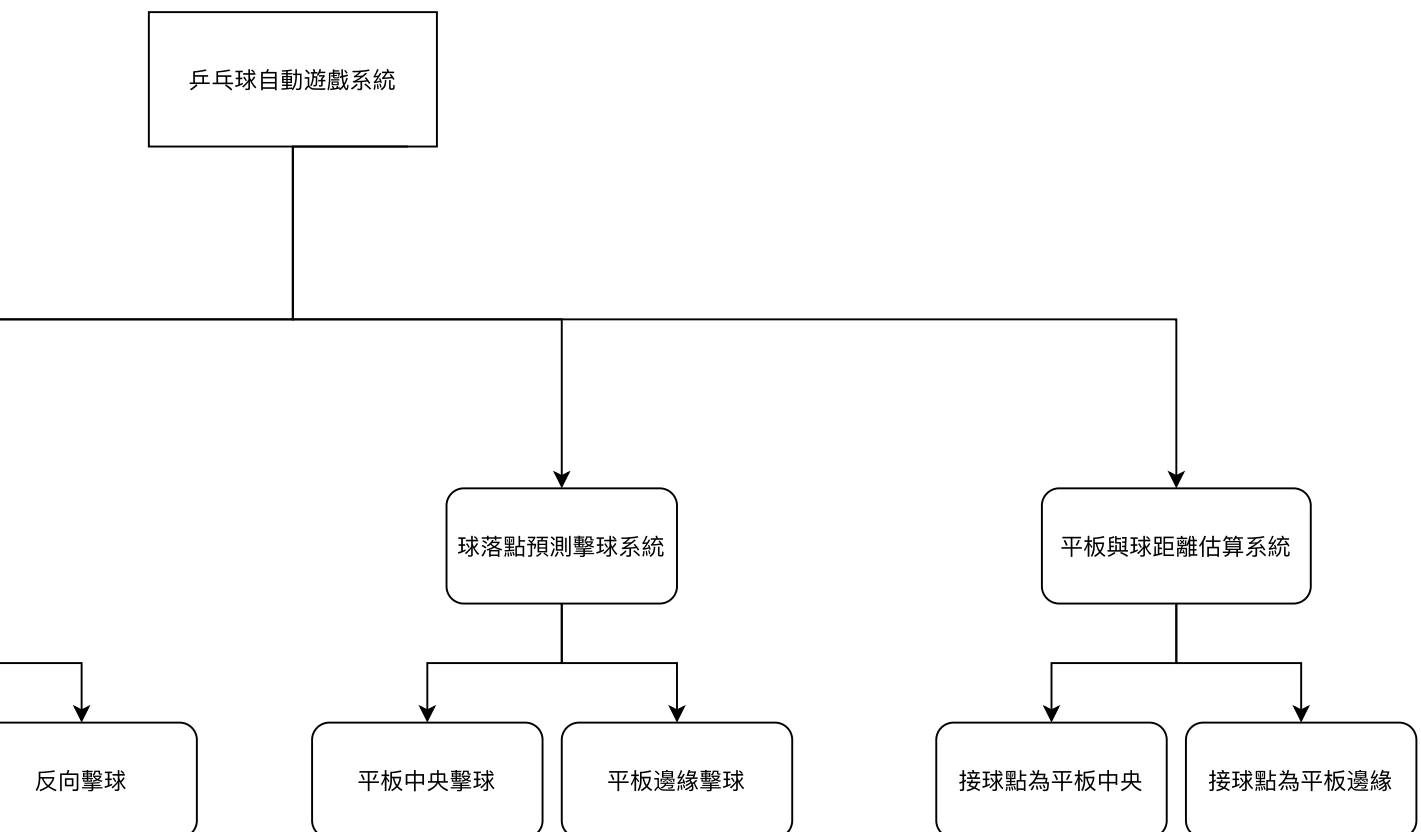 乒乓球自動遊戲系統
球落點預測擊球系統
平板與球距離估算系統
反向擊球
平板中央擊球
平板邊緣擊球
接球點為平板中央
接球點為平板邊緣